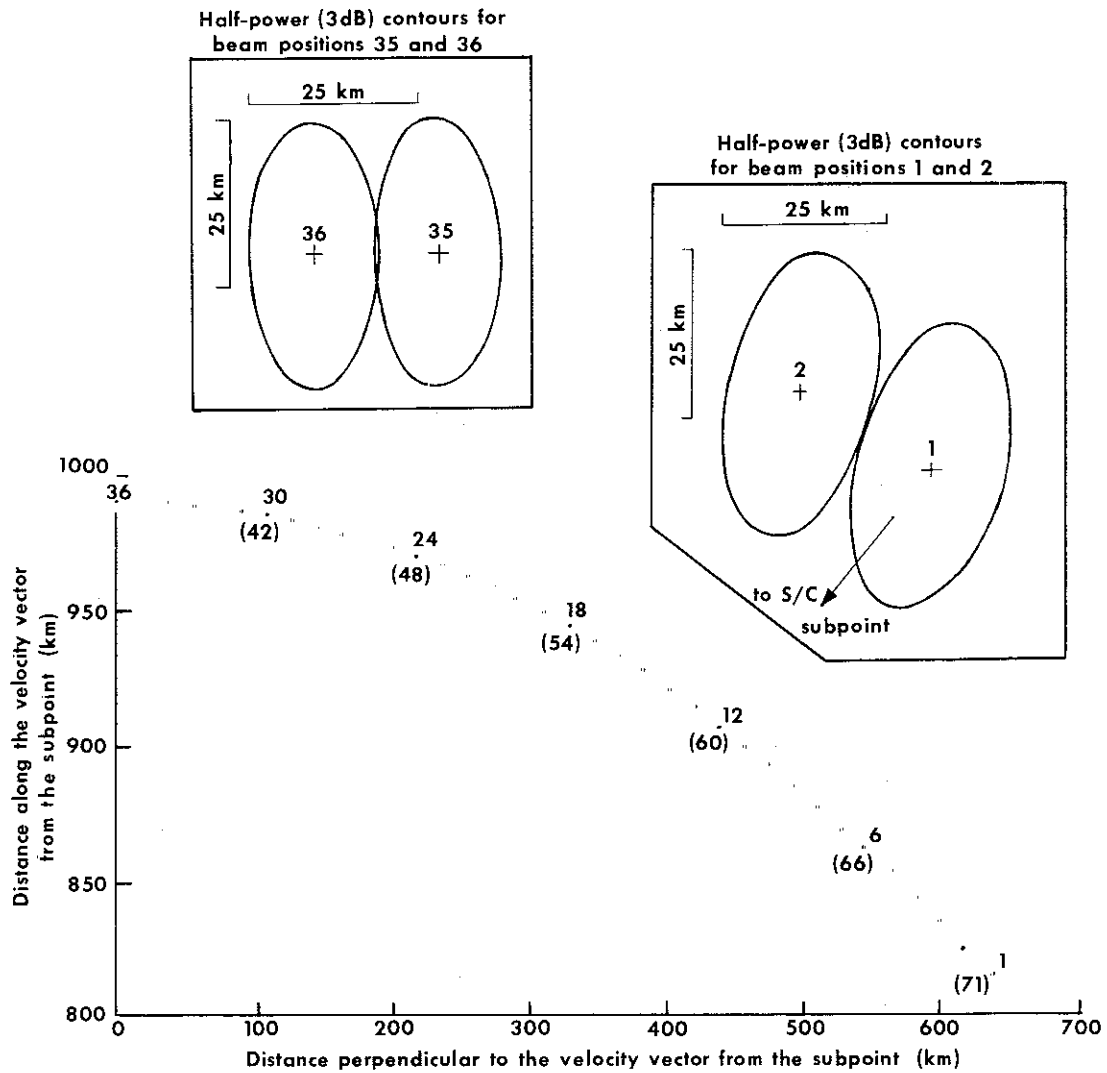 Half-power (3dB) contours for
beam positions 35 and 36
25 km
25 km
36
35
Half-power (3dB) contours
for beam positions 1 and 2
25 km
25 km
2
1
to S/C
subpoint
Distance along the velocity vector
from the subpoint (km)
1000
950
900
850
800
36
30
(42)
24
(48)
18
(54)
12
(60)
6
(66)
1
(71)
0
100
200
300
400
500
600
700
Distance perpendicular to the velocity vector from the subpoint (km)